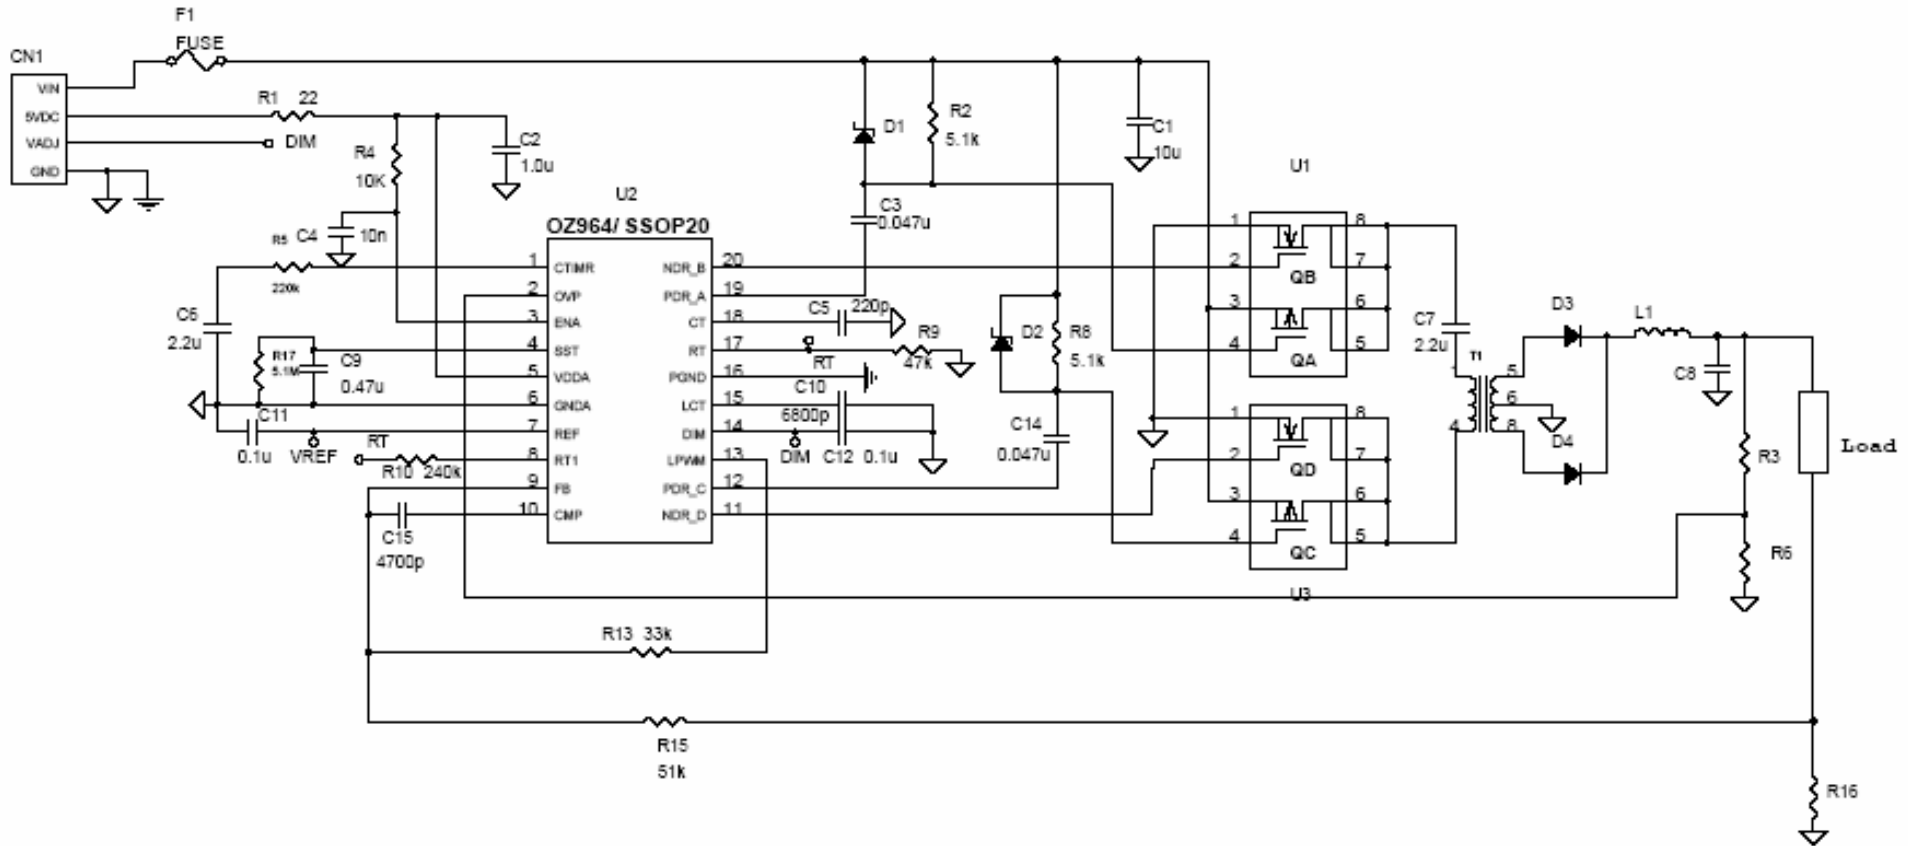 F1
FUSE
CN1
VIN
5VDC
VADJ
GND
R1 22
DIM
R4
10K
C2
1.0u
D1
R2
5.1k
C1
10u
U1
U2
OZ964/ SSOP20
C3
0.047u
R5
220k
C4 10n
C6
2.2u
R17
5.1M
C9
0.47u
C11
0.1u
VREF
RT
R10 240k
C15
4700p
1 CTIMR
2 OVP
3 ENA
4 SST
5 VDDA
6 GNDA
7 REF
8 RT1
9 FB
10 CMP
NDR_B 20
PDR_A 19
CT 18
RT 17
PGND 16
LCT 15
DIM 14
LPWM 13
PDR_C 12
NDR_D 11
C5 220p
RT
R9
47k
C10
6800p
DIM C12 0.1u
D2
R8
5.1k
C14
0.047u
1 8
2 QB 7
3 6
4 QA 5
1 8
2 QD 7
3 6
4 QC 5
U3
C7
2.2u
T1
1
4
5
6
8
D3
D4
L1
C8
R3
R6
Load
R13 33k
R15
51k
R16